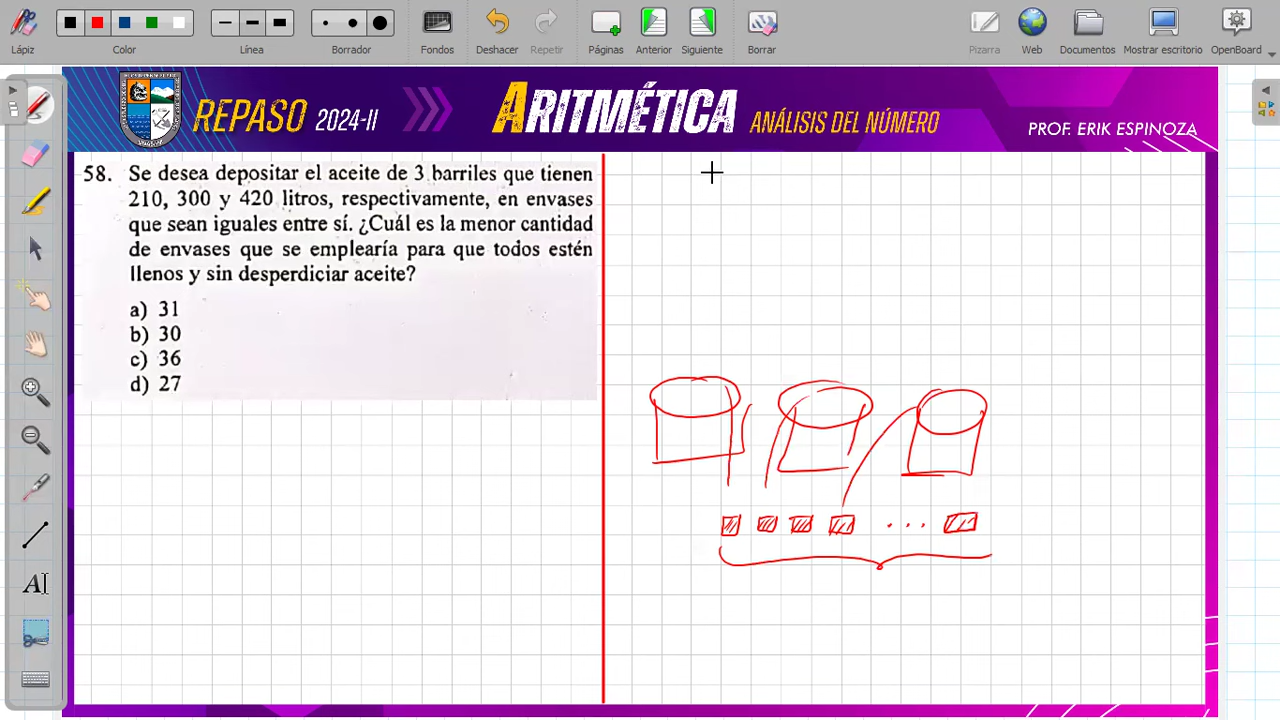 Lápiz
Color
Línea
Borrador
Fondos
Deshacer
Repetir
Páginas
Anterior
Siguiente
Borrar
Pizarra
Web
Documentos
Mostrar escritorio
OpenBoard
REPASO 2024-II
ARITMÉTICA
ANÁLISIS DEL NÚMERO
PROF. ERIK ESPINOZA
58. Se desea depositar el aceite de 3 barriles que tienen
210, 300 y 420 litros, respectivamente, en envases
que sean iguales entre sí. ¿Cuál es la menor cantidad
de envases que se emplearía para que todos estén
llenos y sin desperdiciar aceite?
a) 31
b) 30
c) 36
d) 27